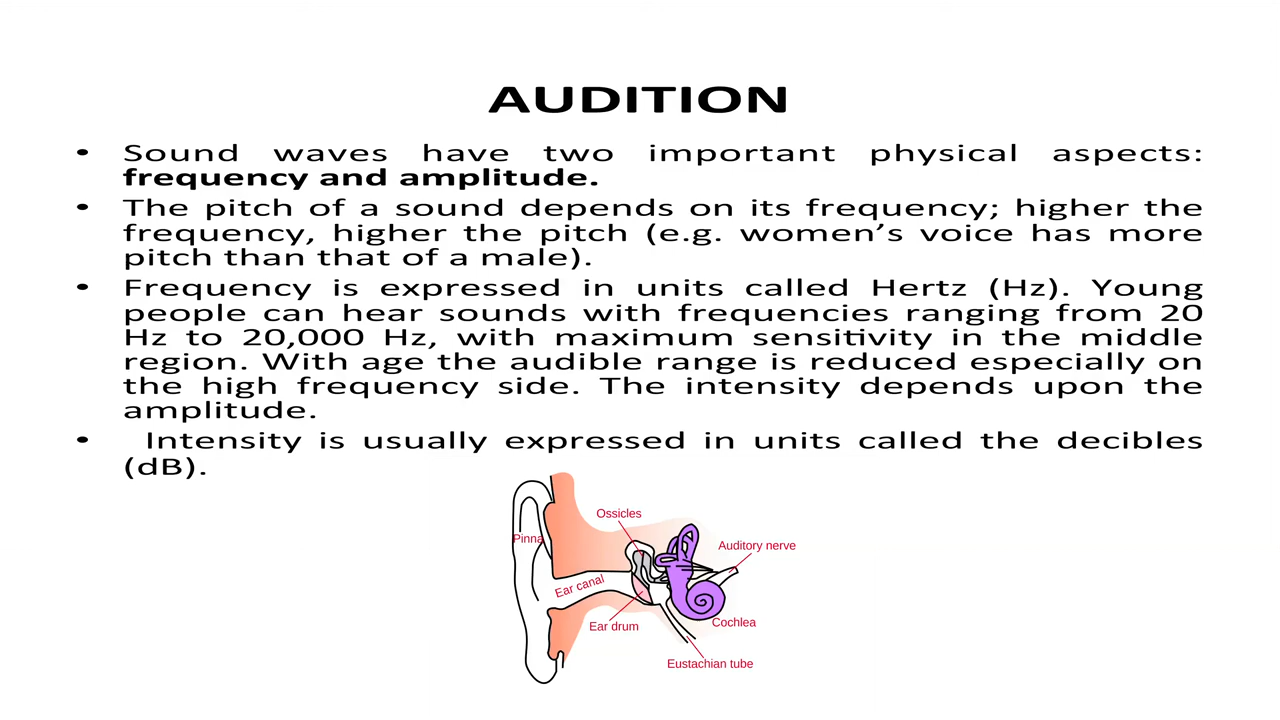 AUDITION
• Sound waves have two important physical aspects:
frequency and amplitude.
• The pitch of a sound depends on its frequency; higher the
frequency, higher the pitch (e.g. women’s voice has more
pitch than that of a male).
• Frequency is expressed in units called Hertz (Hz). Young
people can hear sounds with frequencies ranging from 20
Hz to 20,000 Hz, with maximum sensitivity in the middle
region. With age the audible range is reduced especially on
the high frequency side. The intensity depends upon the
amplitude.
• Intensity is usually expressed in units called the decibles
(dB).
Ossicles
Pinna
Auditory nerve
Ear canal
Ear drum
Cochlea
Eustachian tube